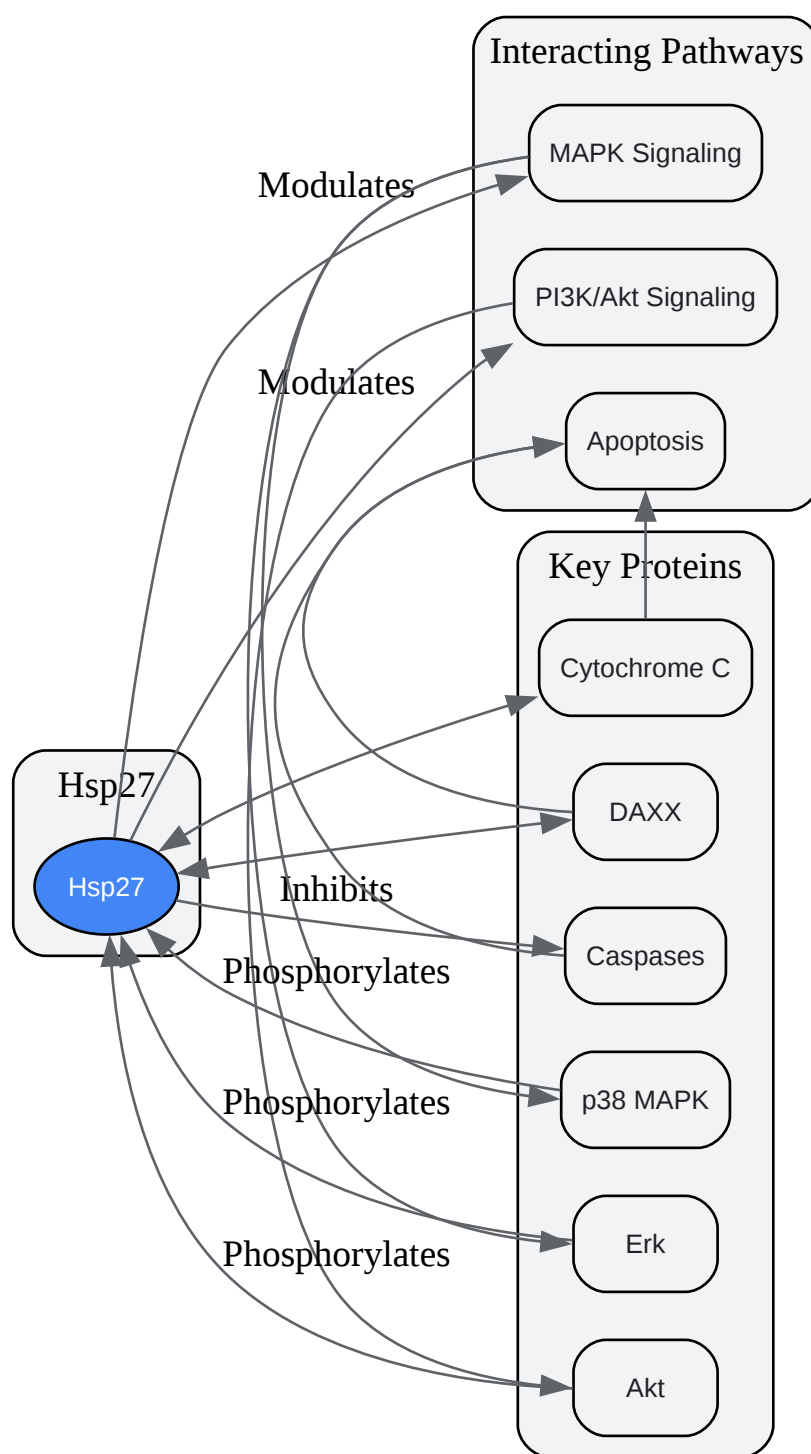 Interacting Pathways
MAPK Signaling
Modulates
PI3K/Akt Signaling
Modulates
Apoptosis
Key Proteins
Cytochrome C
Hsp27
DAXX
Hsp27
Inhibits
Caspases
Phosphorylates
p38 MAPK
Phosphorylates
Erk
Phosphorylates
Akt